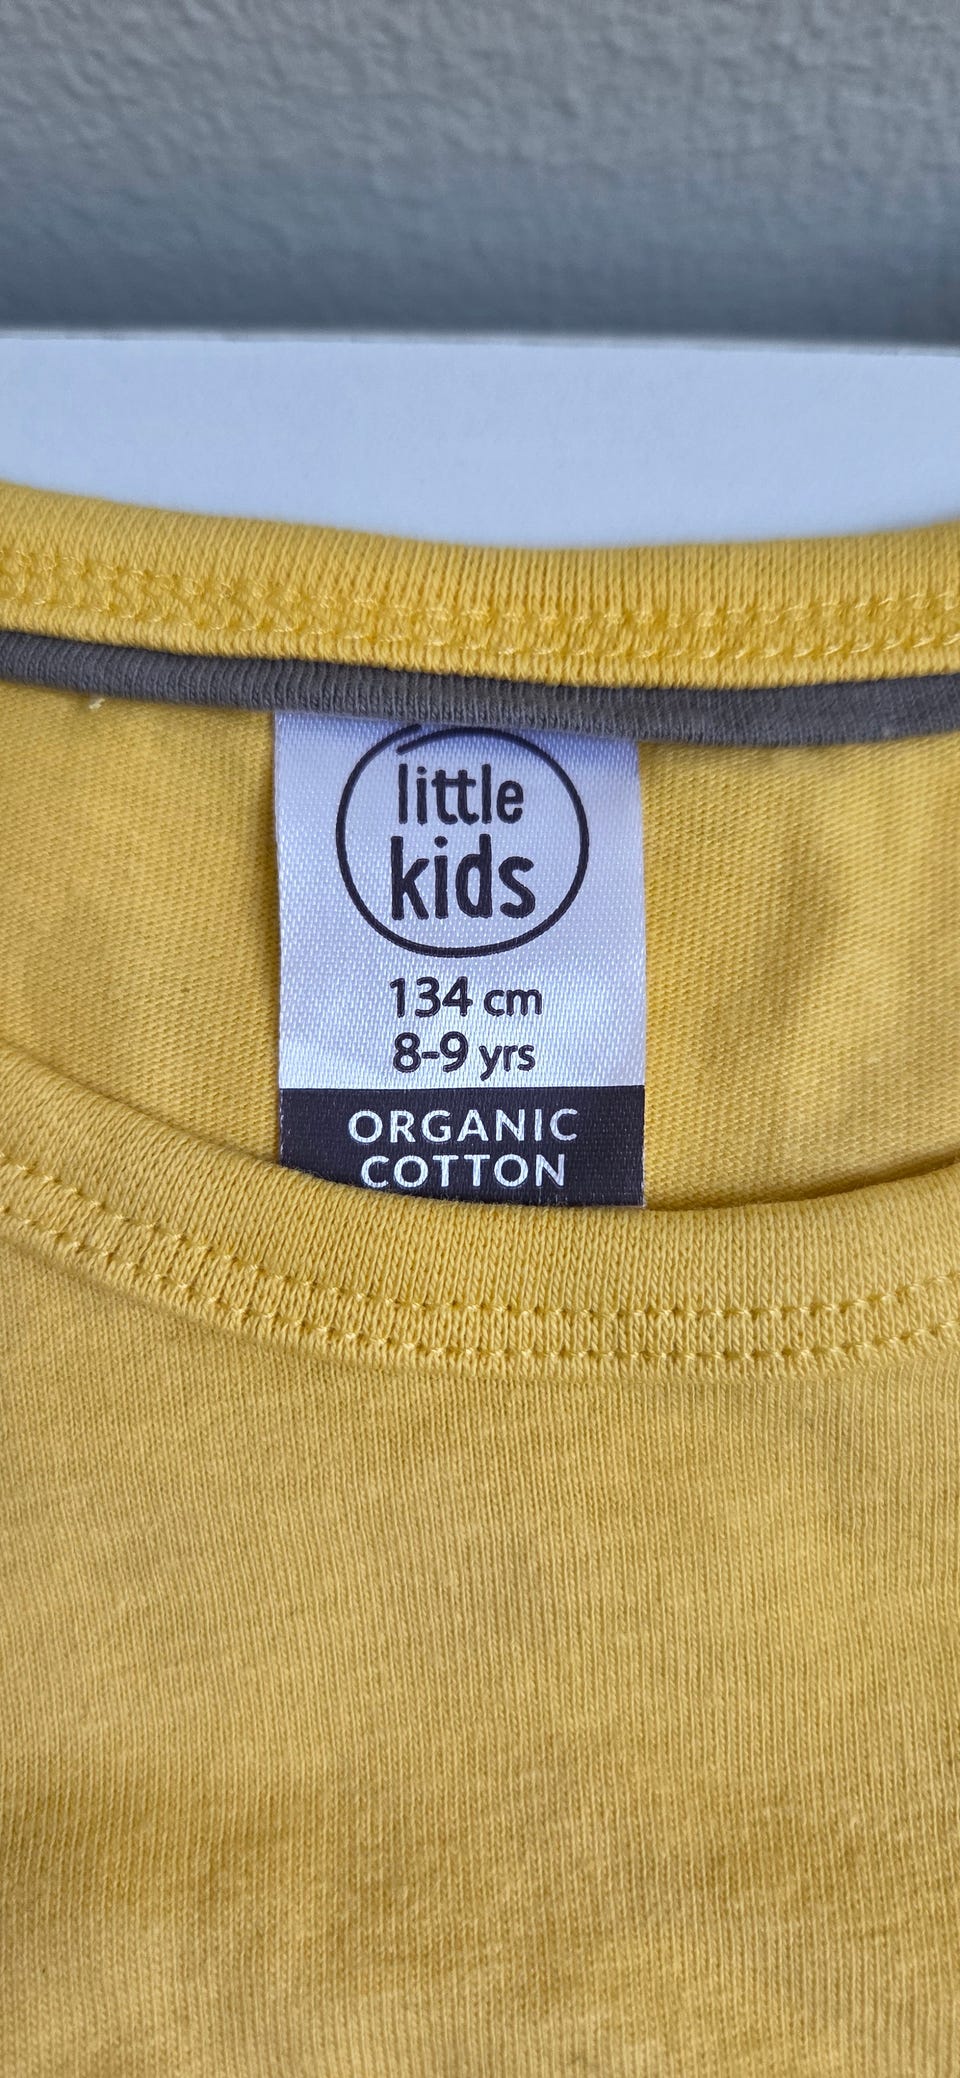 little
kids
134 cm
8-9 yrs
ORGANIC
COTTON